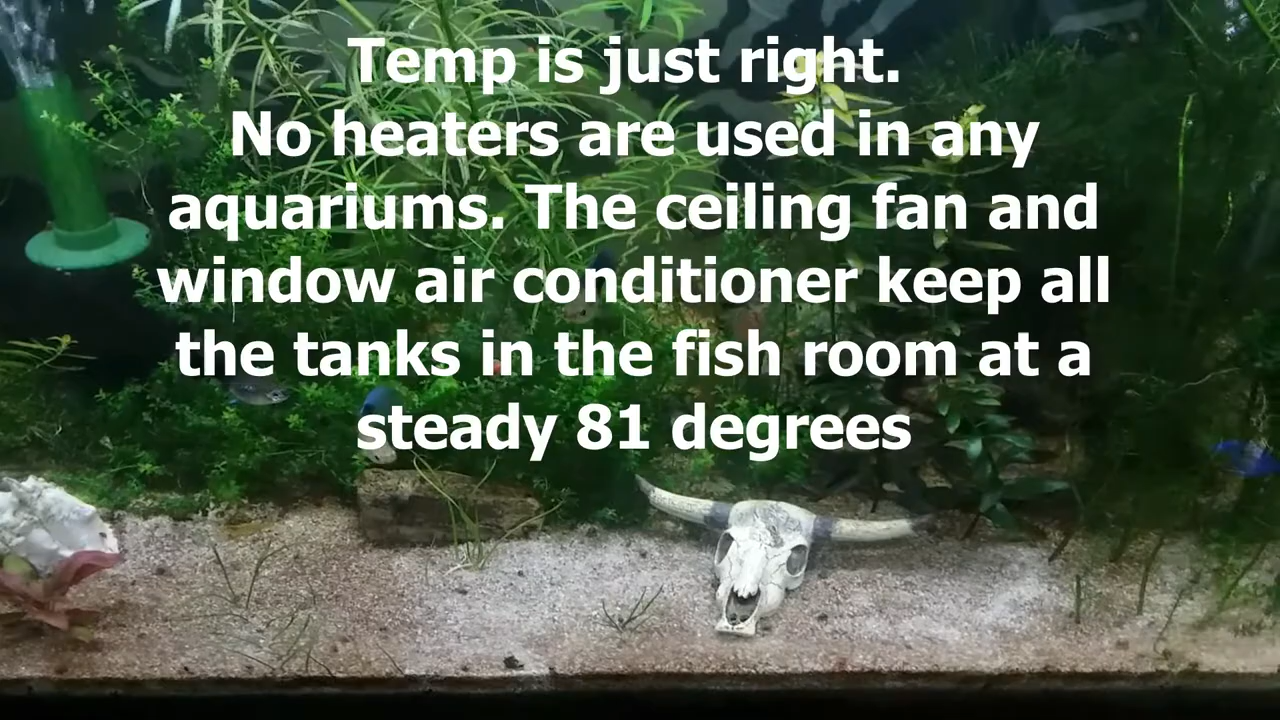 Temp is just right.
No heaters are used in any
aquariums. The ceiling fan and
window air conditioner keep all
the tanks in the fish room at a
steady 81 degrees